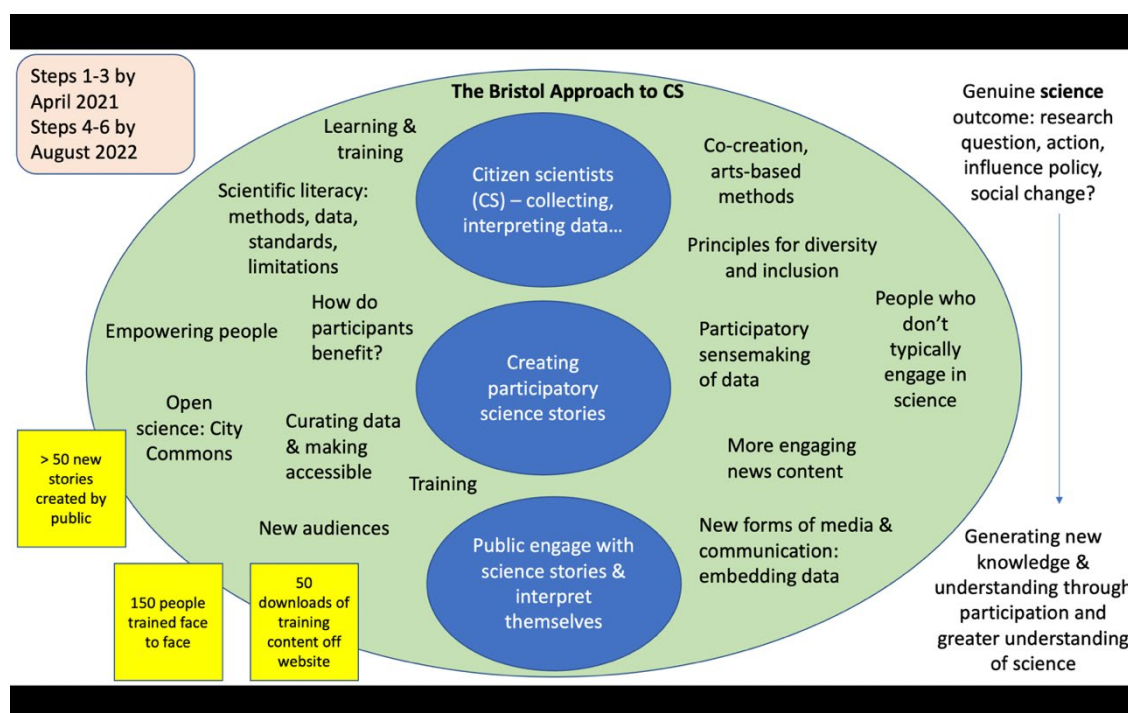 Steps 1-3 by
April 2021
Steps 4-6 by
August 2022
The Bristol Approach to CS
Learning &
training
Scientific literacy:
methods, data,
standards,
limitations
Empowering people
How do
participants
benefit?
Open
science: City
Commons
Curating data
& making
accessible
Training
New audiences
Citizen scientists
(CS) – collecting,
interpreting data…
Creating
participatory
science stories
Public engage with
science stories &
interpret
themselves
Co-creation,
arts-based
methods
Principles for diversity
and inclusion
Participatory
sensemaking
of data
People who
don’t
typically
engage in
science
More engaging
news content
New forms of media &
communication:
embedding data
> 50 new
stories
created by
public
150 people
trained face
to face
50
downloads of
training
content off
website
Genuine science
outcome: research
question, action,
influence policy,
social change?
Generating new
knowledge &
understanding through
participation and
greater understanding
of science